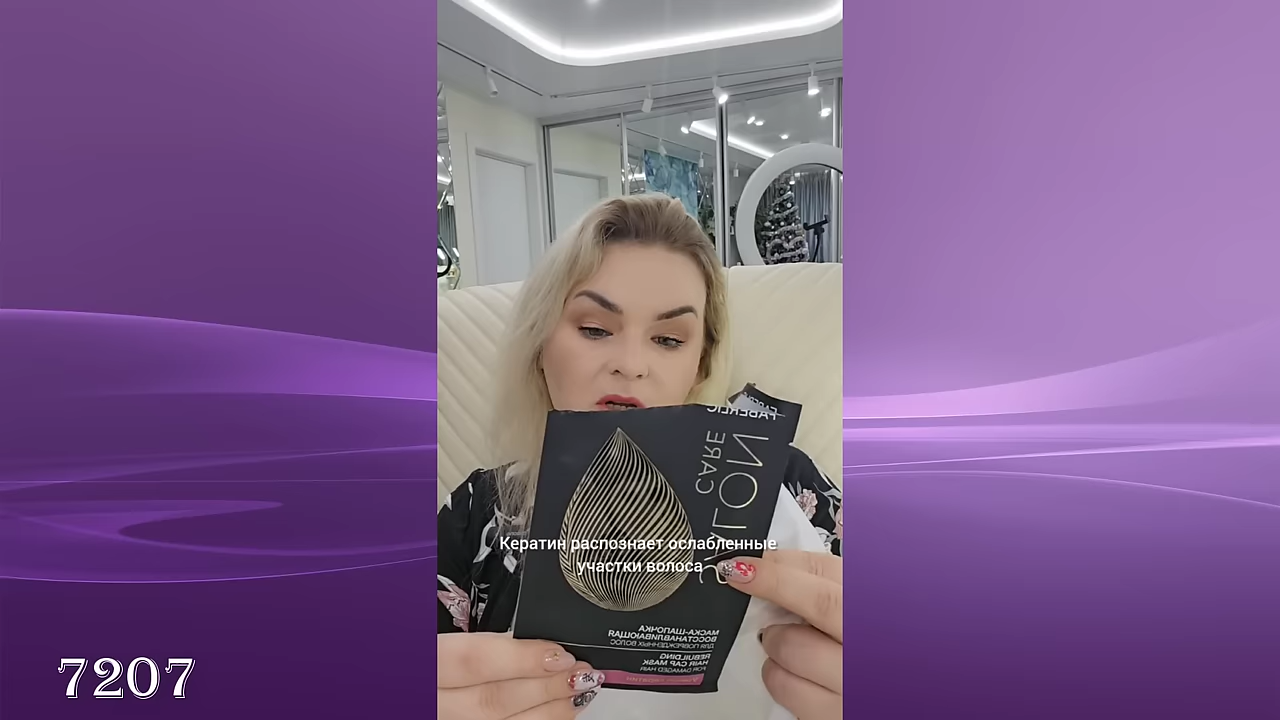 FABERLIC
SALON
CARE
Кератин распознает ослабленные
участки волоса
МАСКА-ШАПОЧКА
ВОССТАНАВЛИВАЮЩАЯ
ДЛЯ ПОВРЕЖДЕННЫХ ВОЛОС
REBUILDING
HAIR CAP MASK
FOR DAMAGED HAIR
7207